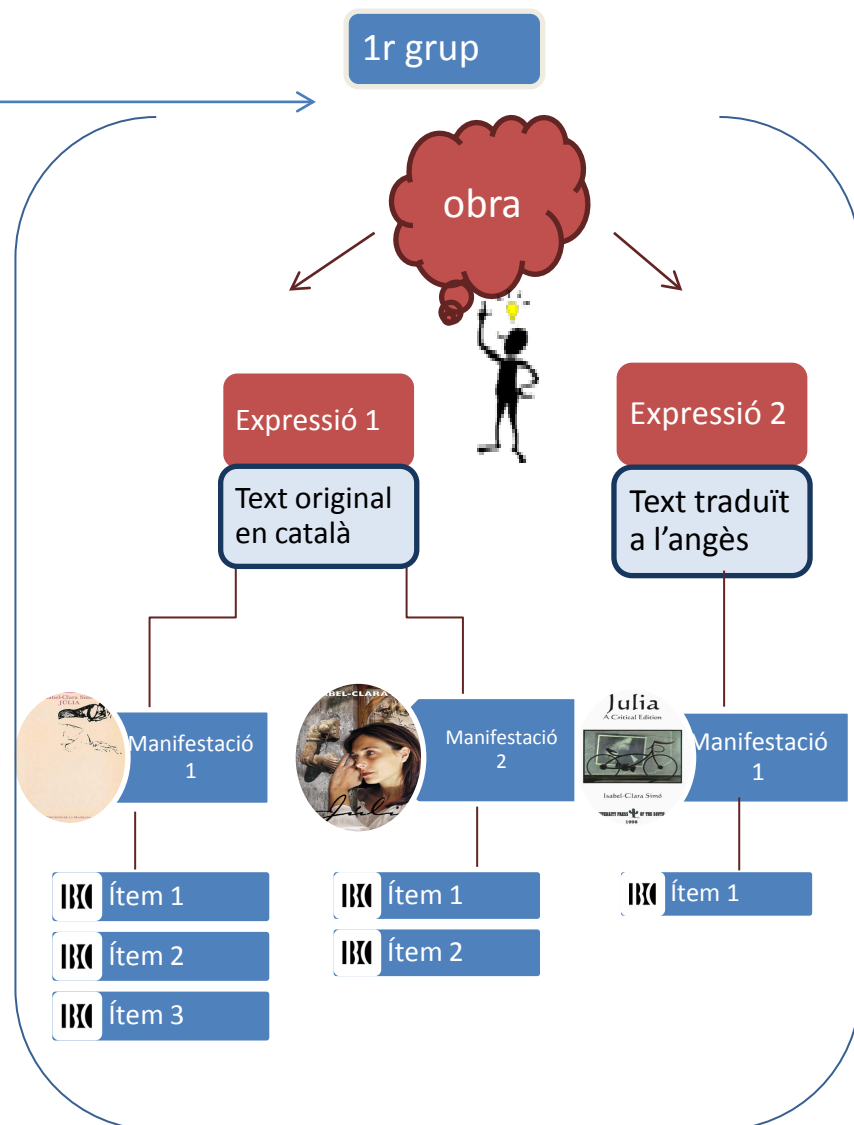 1r grup
obra
Expressió 1
Expressió 2
Text original
en català
Text traduït
a l’angès
JÚLIA
Manifestació
1
Manifestació
2
Julia
A Critical Edition
Isabel-Clara Simó
1998
Manifestació
1
Ítem 1
Ítem 2
Ítem 3
Ítem 1
Ítem 2
Ítem 1